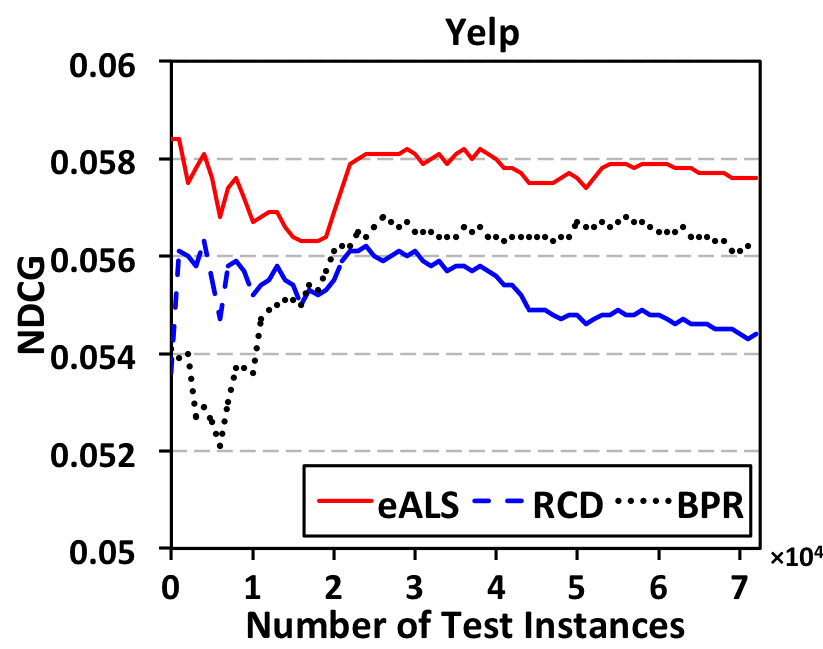 Yelp
0.06
0.058
0.056
0.054
0.052
0.05
NDCG
eALS RCD BPR
0 1 2 3 4 5 6 7 ×10⁴
Number of Test Instances